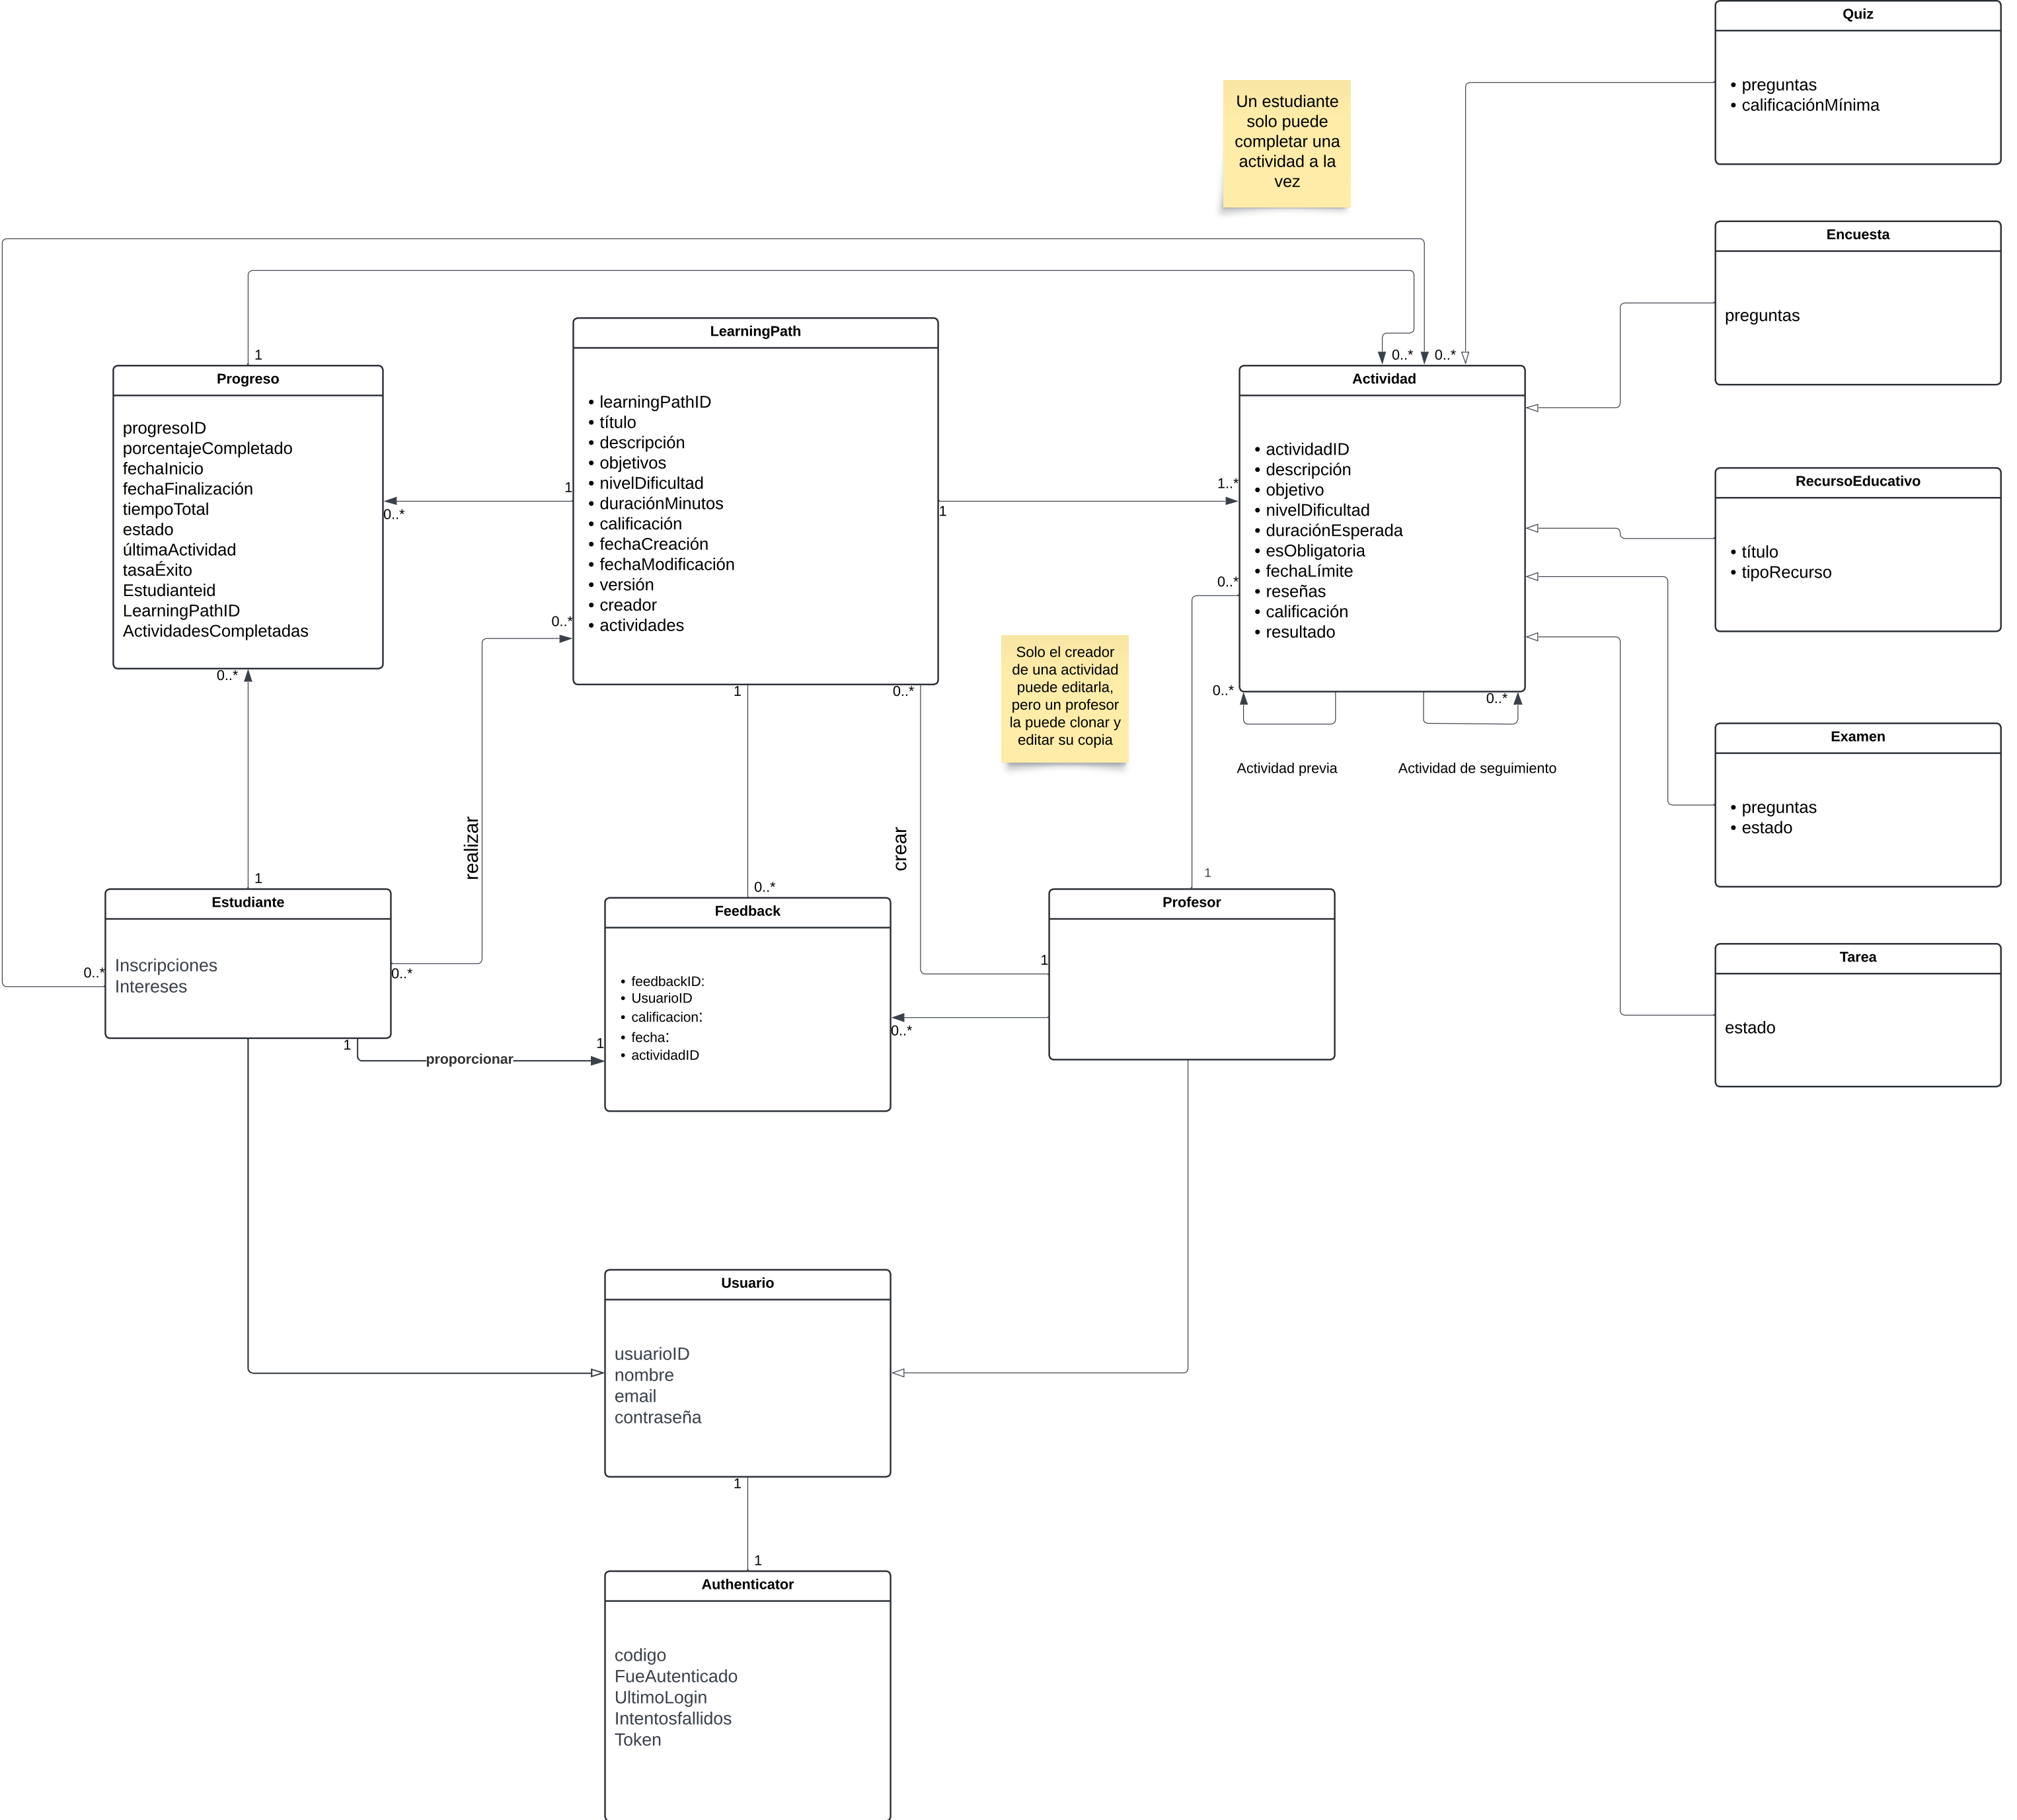 Quiz
• preguntas
• calificaciónMínima
Un estudiante
solo puede
completar una
actividad a la
vez
Encuesta
preguntas
LearningPath
• learningPathID
• título
• descripción
• objetivos
• nivelDificultad
• duraciónMinutos
• calificación
• fechaCreación
• fechaModificación
• versión
• creador
• actividades
1
0..*
0..*
Progreso
progresoID
porcentajeCompletado
fechaInicio
fechaFinalización
tiempoTotal
estado
últimaActividad
tasaÉxito
Estudianteid
LearningPathID
ActividadesCompletadas
Actividad
• actividadID
• descripción
• objetivo
• nivelDificultad
• duraciónEsperada
• esObligatoria
• fechaLímite
• reseñas
• calificación
• resultado
RecursoEducativo
• título
• tipoRecurso
1
0..*
1..*
1
0..*
0..*
Solo el creador
de una actividad
puede editarla,
pero un profesor
la puede clonar y
editar su copia
0..*
1
0..*
0..*
0..*
Actividad previa
Actividad de seguimiento
Examen
• preguntas
• estado
realizar
crear
1
0..*
1
Estudiante
Inscripciones
Intereses
0..*
0..*
Feedback
• feedbackID:
• UsuarioID
• calificacion:
• fecha:
• actividadID
Profesor
1
0..*
Tarea
estado
1
proporcionar
1
Usuario
usuarioID
nombre
email
contraseña
1
1
Authenticator
codigo
FueAutenticado
UltimoLogin
Intentosfallidos
Token